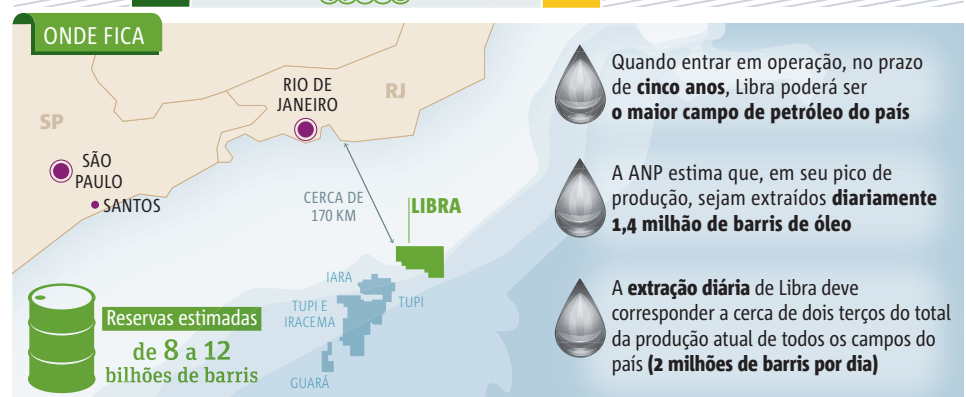 ONDE FICA
RIO DE
JANEIRO
RJ
SP
SÃO
PAULO
SANTOS
CERCA DE
170 KM
LIBRA
IARA
TUPI
TUPI E
IRACEMA
GUARÁ
Reservas estimadas
de 8 a 12
bilhões de barris
Quando entrar em operação, no prazo
de cinco anos, Libra poderá ser
o maior campo de petróleo do país
A ANP estima que, em seu pico de
produção, sejam extraídos diariamente
1,4 milhão de barris de óleo
A extração diária de Libra deve
corresponder a cerca de dois terços do total
da produção atual de todos os campos do
país (2 milhões de barris por dia)